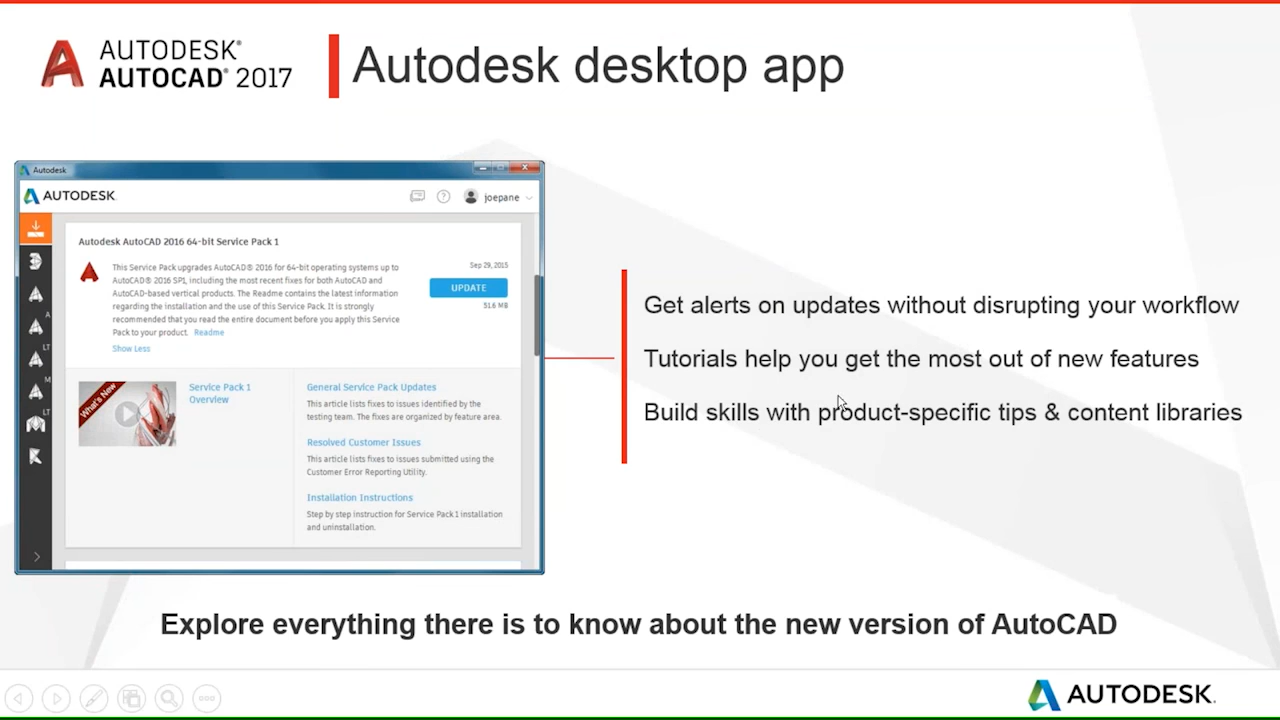 AUTODESK®
AUTOCAD® 2017
Autodesk desktop app
Autodesk
AUTODESK.
joepane
Autodesk AutoCAD 2016 64-bit Service Pack 1
This Service Pack upgrades AutoCAD® 2016 for 64-bit operating systems up to
AutoCAD® 2016 SP1, including the most recent fixes for both AutoCAD and
AutoCAD-based vertical products. The Readme contains the latest information
regarding the installation and the use of this Service Pack. It is strongly
recommended that you read the entire document before you apply this Service
Pack to your product. Readme
Show Less
Sep 29, 2015
UPDATE
51.6 MB
A
LT
M
LT
What's New
Service Pack 1
Overview
General Service Pack Updates
This article lists fixes to issues identified by the
testing team. The fixes are organized by feature area.
Resolved Customer Issues
This article lists fixes to issues submitted using the
Customer Error Reporting Utility.
Installation Instructions
Step by step instruction for Service Pack 1 installation
and uninstallation.
Get alerts on updates without disrupting your workflow
Tutorials help you get the most out of new features
Build skills with product-specific tips & content libraries
Explore everything there is to know about the new version of AutoCAD
AUTODESK.